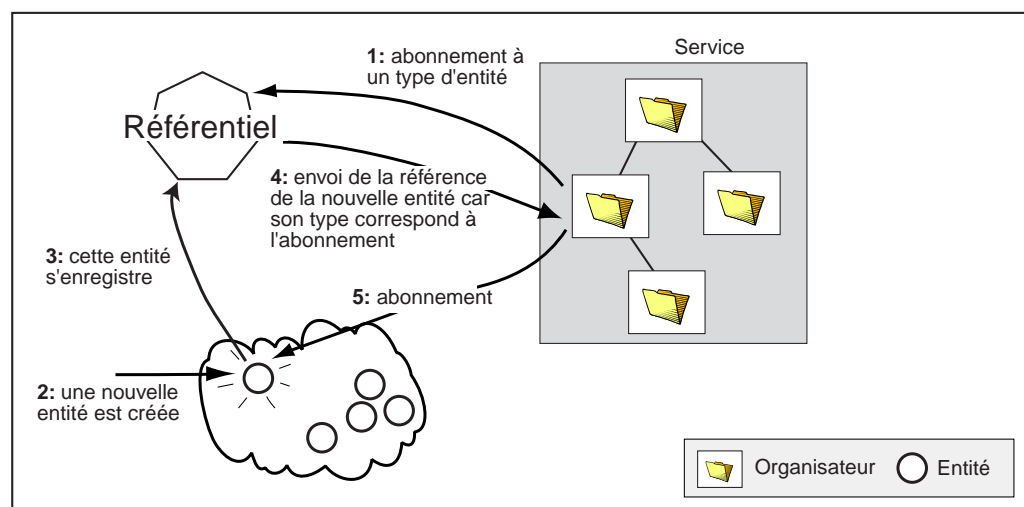 Service
1: abonnement à
un type d'entité
Référentiel
4: envoi de la référence
de la nouvelle entité car
son type correspond à
l'abonnement
3: cette entité
s'enregistre
5: abonnement
2: une nouvelle
entité est créée
Organisateur
Entité